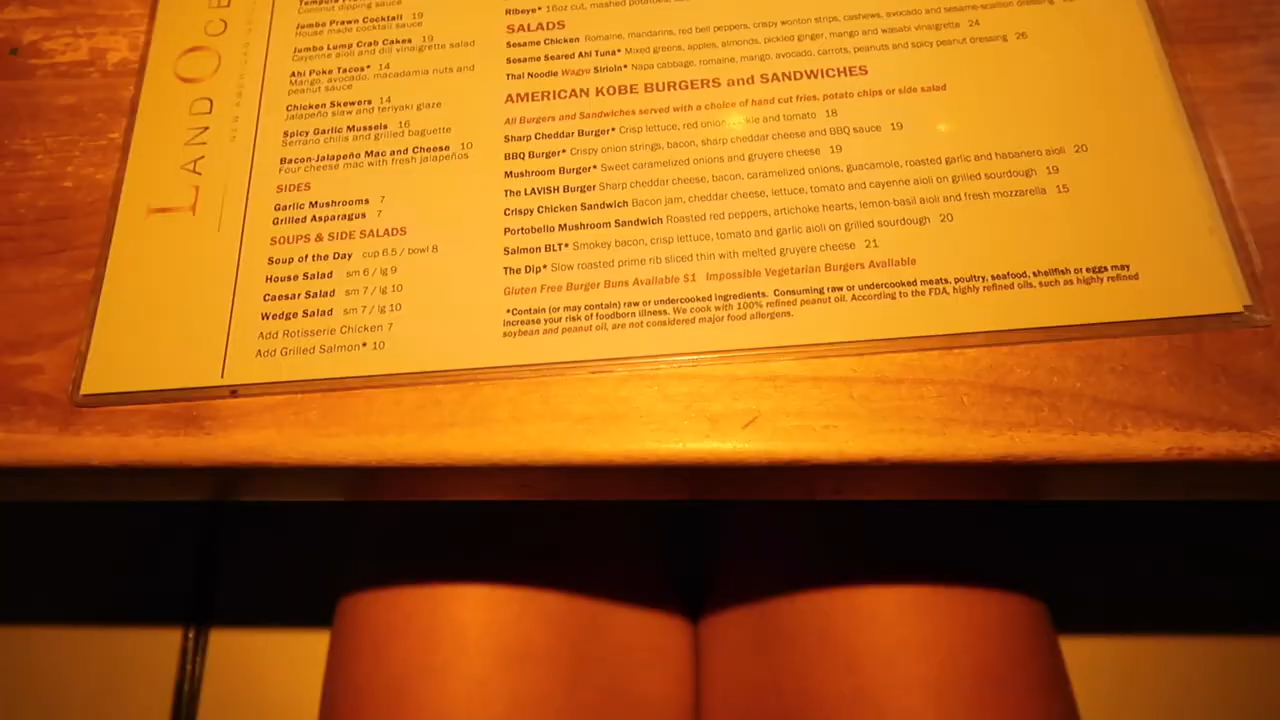 LANDOCE
Coconut dipping sauce
Jumbo Prawn Cocktail 19
House made cocktail sauce
Jumbo Lump Crab Cakes 19
Cayenne aioli and dill vinaigrette salad
Ahi Poke Tacos* 14
Mango, avocado, macadamia nuts and
peanut sauce
Chicken Skewers 14
Jalapeño slaw and teriyaki glaze
Spicy Garlic Mussels 16
Serrano chilis and grilled baguette
Bacon-Jalapeño Mac and Cheese 10
Four cheese mac with fresh jalapeños
SIDES
Garlic Mushrooms 7
Grilled Asparagus 7
SOUPS & SIDE SALADS
Soup of the Day cup 6.5 / bowl 8
House Salad sm 6 / lg 9
Caesar Salad sm 7 / lg 10
Wedge Salad sm 7 / lg 10
Add Rotisserie Chicken 7
Add Grilled Salmon* 10
Ribeye* 16oz cut, mashed
SALADS
Sesame Chicken Romaine, mandarins, red bell peppers, crispy wonton strips, cashews, avocado and sesame-scallion dressing
Sesame Seared Ahi Tuna* Mixed greens, apples, almonds, pickled ginger, mango and wasabi vinaigrette 24
Thai Noodle Wagyu Sirloin* Napa cabbage, romaine, mango, avocado, carrots, peanuts and spicy peanut dressing 26
AMERICAN KOBE BURGERS and SANDWICHES
All Burgers and Sandwiches served with a choice of hand cut fries, potato chips or side salad
Sharp Cheddar Burger* Crisp lettuce, red onion kie and tomato 18
BBQ Burger* Crispy onion strings, bacon, sharp cheddar cheese and BBQ sauce 19
Mushroom Burger* Sweet caramelized onions and gruyere cheese 19
The LAVISH Burger Sharp cheddar cheese, bacon, caramelized onions, guacamole, roasted garlic and habanero aioli 20
Crispy Chicken Sandwich Bacon jam, cheddar cheese, lettuce, tomato and cayenne aioli on grilled sourdough 19
Portobello Mushroom Sandwich Roasted red peppers, artichoke hearts, lemon-basil aioli and fresh mozzarella 15
Salmon BLT* Smokey bacon, crisp lettuce, tomato and garlic aioli on grilled sourdough 20
The Dip* Slow roasted prime rib sliced thin with melted gruyere cheese 21
Gluten Free Burger Buns Available $1 Impossible Vegetarian Burgers Available
*Contain (or may contain) raw or undercooked ingredients. Consuming raw or undercooked meats, poultry, seafood, shellfish or eggs may
increase your risk of foodborn illness. We cook with 100% refined peanut oil. According to the FDA, highly refined oils, such as highly refined
soybean and peanut oil, are not considered major food allergens.